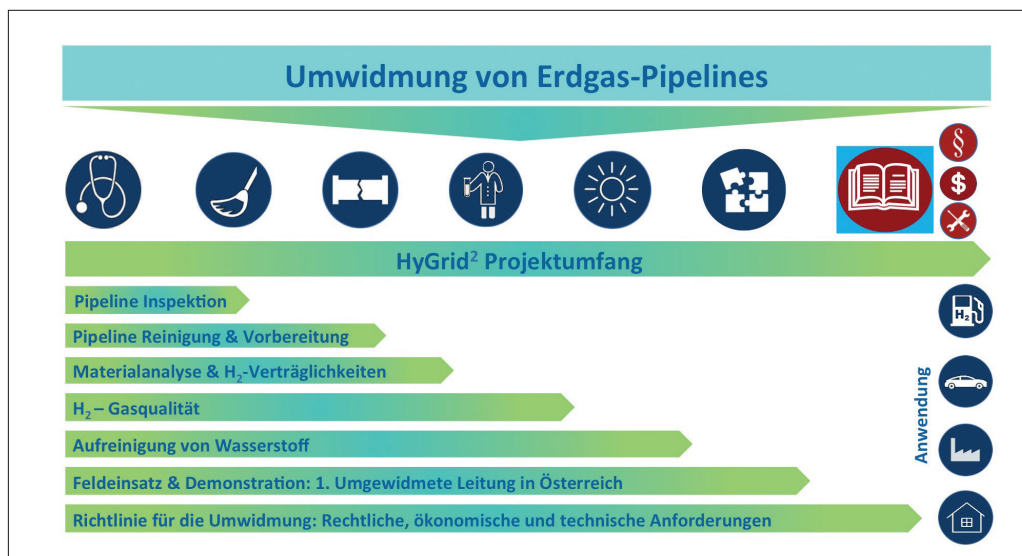 Umwidmung von Erdgas-Pipelines
§
$
HyGrid² Projektumfang
Pipeline Inspektion
Pipeline Reinigung & Vorbereitung
Materialanalyse & H₂-Verträglichkeiten
H₂ – Gasqualität
Aufreinigung von Wasserstoff
Feldeinsatz & Demonstration: 1. Umgewidmete Leitung in Österreich
Richtlinie für die Umwidmung: Rechtliche, ökonomische und technische Anforderungen
H₂
Anwendung